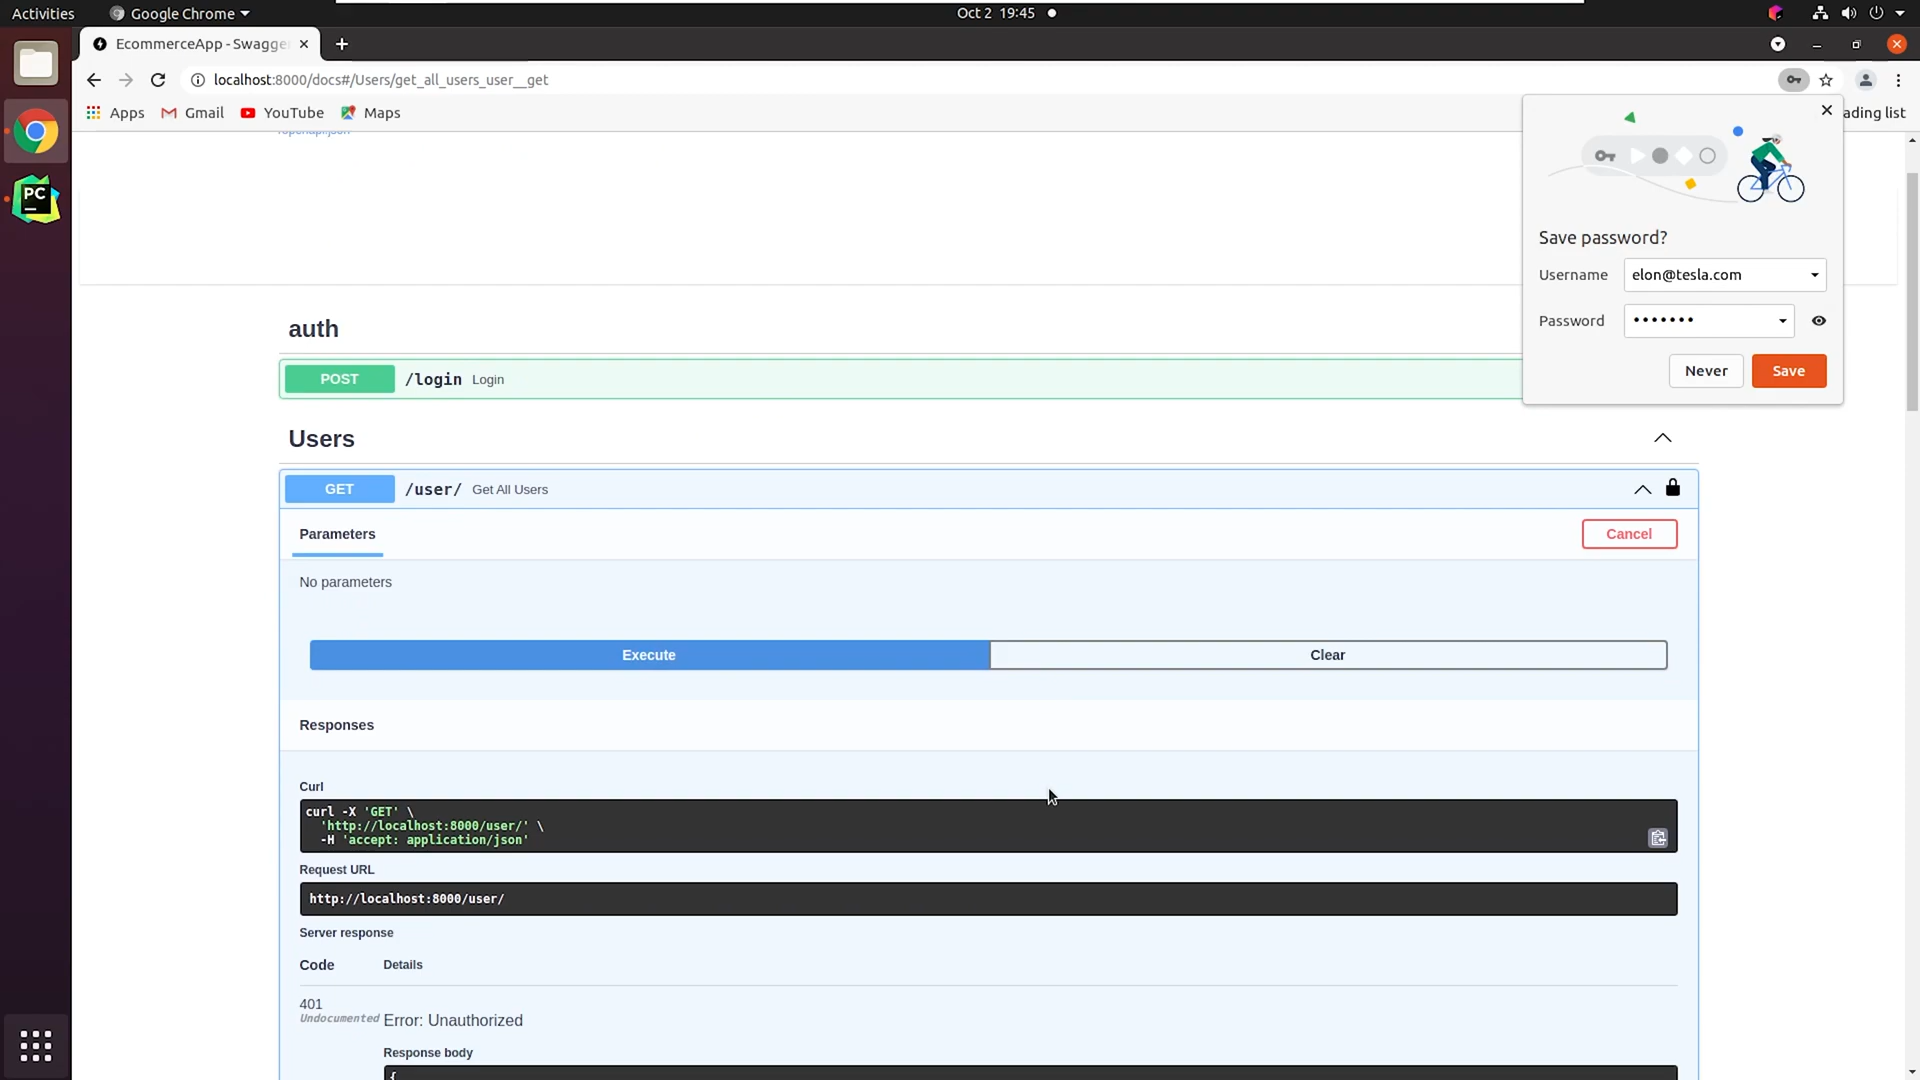 Activities
Google Chrome
Oct 2 19:45
EcommerceApp - Swagge
localhost:8000/docs#/Users/get_all_users_user__get
Apps
Gmail
YouTube
Maps
ading list
/openapi.json
Save password?
Username
elon@tesla.com
Password
•••••••
Never
Save
auth
POST
/login
Login
Users
GET
/user/
Get All Users
Parameters
Cancel
No parameters
Execute
Clear
Responses
Curl
curl -X 'GET' \
'http://localhost:8000/user/' \
-H 'accept: application/json'
Request URL
http://localhost:8000/user/
Server response
Code
Details
401
Undocumented
Error: Unauthorized
Response body
{
PC